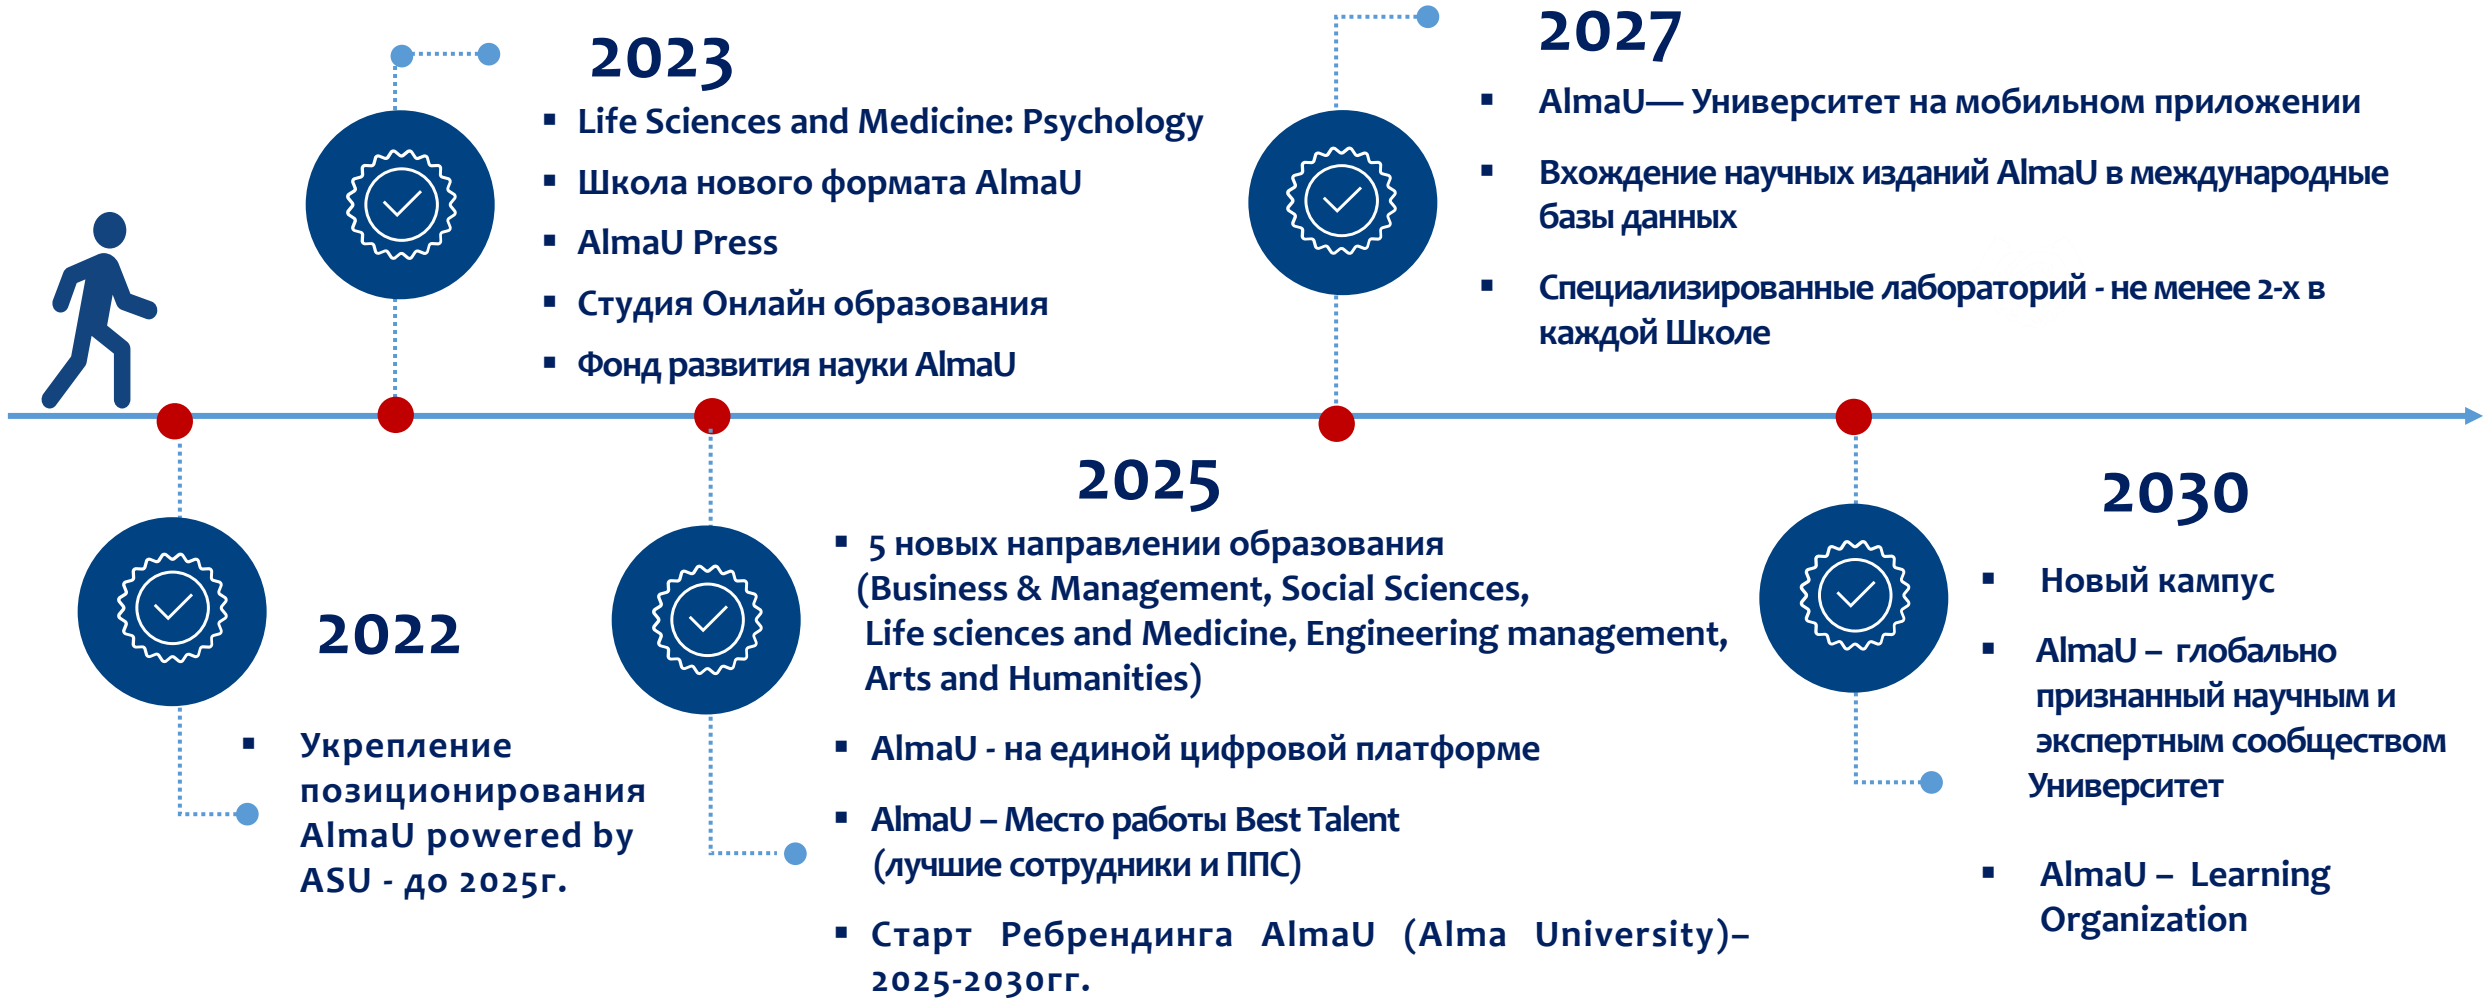 2023
▪ Life Sciences and Medicine: Psychology
▪ Школа нового формата AlmaU
▪ AlmaU Press
▪ Студия Онлайн образования
▪ Фонд развития науки AlmaU
2027
▪ AlmaU— Университет на мобильном приложении
▪ Вхождение научных изданий AlmaU в международные
базы данных
▪ Специализированные лабораторий - не менее 2-х в
каждой Школе
2022
▪ Укрепление
позиционирования
AlmaU powered by
ASU - до 2025г.
2025
▪ 5 новых направлении образования
(Business & Management, Social Sciences,
Life sciences and Medicine, Engineering management,
Arts and Humanities)
▪ AlmaU - на единой цифровой платформе
▪ AlmaU – Место работы Best Talent
(лучшие сотрудники и ППС)
▪ Старт Ребрендинга AlmaU (Alma University)–
2025-2030гг.
2030
▪ Новый кампус
▪ AlmaU – глобально
признанный научным и
экспертным сообществом
Университет
▪ AlmaU – Learning
Organization